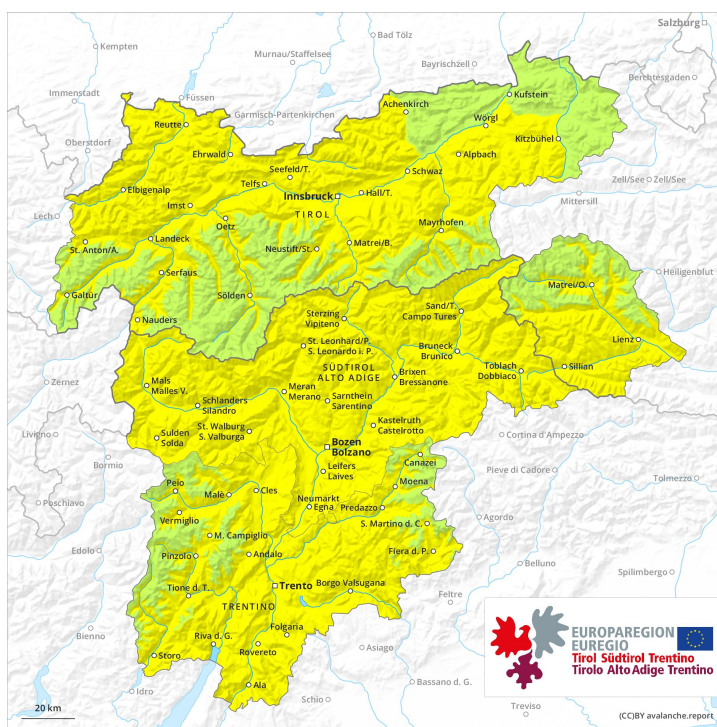 Salzburg
Bad Tölz
Kempten
Murnau/Staffelsee
Bayrischzell
Berchtesgaden
Immenstadt
Füssen
Garmisch-Partenkirchen
Achenkirch
Kufstein
Reutte
Wörgl
Oberstdorf
Ehrwald
Kitzbühel
Alpbach
Seefeld/T.
Schwaz
Zell/See
Zell/See
Elbigenalp
Telfs
Innsbruck
Hall/T.
Mittersill
Imst
Lech
TIROL
Oetz
Mayrhofen
St. Anton/A.
Landeck
Neustift/St.
Matrei/B.
Serfaus
Heiligenblut
Galtür
Sölden
Matrei/O.
Nauders
Sterzing
Vipiteno
Sand/T.
Campo Tures
Lienz
St. Leonhard/P.
S. Leonardo i. P.
Bruneck
Brunico
SÜDTIROL
ALTO ADIGE
Toblach
Dobbiaco
Sillian
Zernez
Mals
Malles V.
Meran
Merano
Brixen
Bressanone
Schlanders
Silandro
Sarnthein
Sarentino
St. Walburg
S. Valburga
Kastelruth
Castelrotto
Livigno
Sulden
Solda
Bozen
Bolzano
Cortina d'Ampezzo
Bormio
Leifers
Laives
Canazei
Pieve di Cadore
Tolmezzo
Poschiavo
Peio
Malè
Cles
Neumarkt
Egna
Moena
Predazzo
Vermiglio
Agordo
S. Martino d. C.
M. Campiglio
Edolo
Pinzolo
Andalo
Fiera d. P.
Belluno
Spilimbergo
Tione d. T.
Trento
Borgo Valsugana
Feltre
TRENTINO
Bienno
Riva d. G.
Folgaria
Storo
Rovereto
Asiago
Idro
Ala
Schio
Bassano d. G.
Treviso
EUROPAREGION
EUREGIO
Tirol Südtirol Trentino
Tirolo Alto Adige Trentino
20 km
(CC)BY avalanche.report